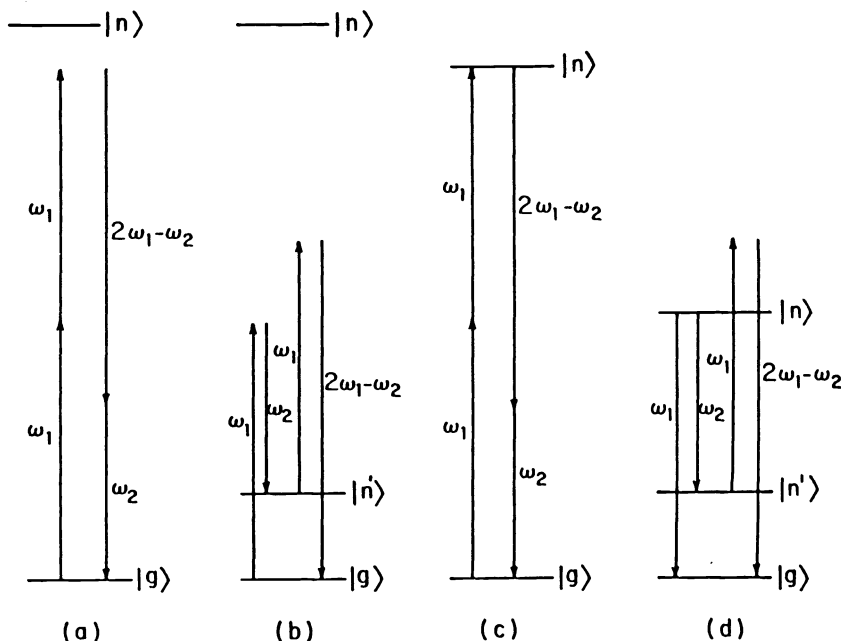 |n⟩
ω₁
2ω₁-ω₂
ω₁
ω₂
|g⟩
(a)
|n⟩
ω₁
2ω₁-ω₂
ω₁
ω₂
|n'⟩
|g⟩
(b)
|n⟩
ω₁
2ω₁-ω₂
ω₁
ω₂
|g⟩
(c)
|n⟩
ω₁
2ω₁-ω₂
ω₁
ω₂
|n'⟩
|g⟩
(d)